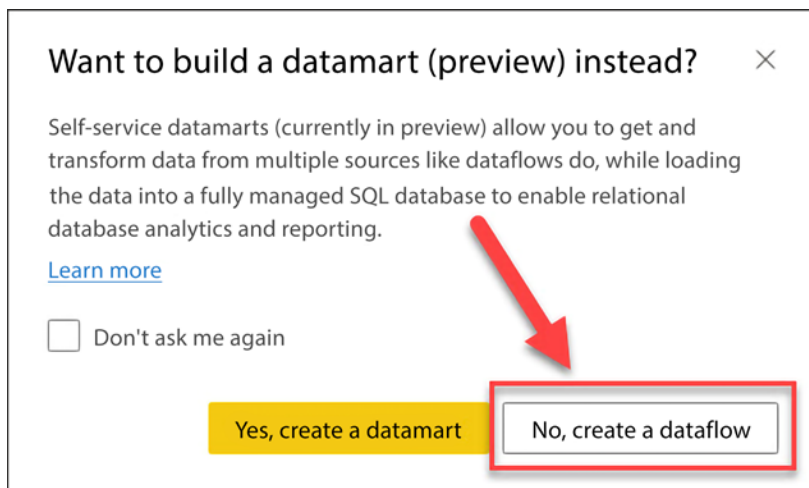 Want to build a datamart (preview) instead?
Self-service datamarts (currently in preview) allow you to get and
transform data from multiple sources like dataflows do, while loading
the data into a fully managed SQL database to enable relational
database analytics and reporting.
Learn more
Don't ask me again
Yes, create a datamart
No, create a dataflow